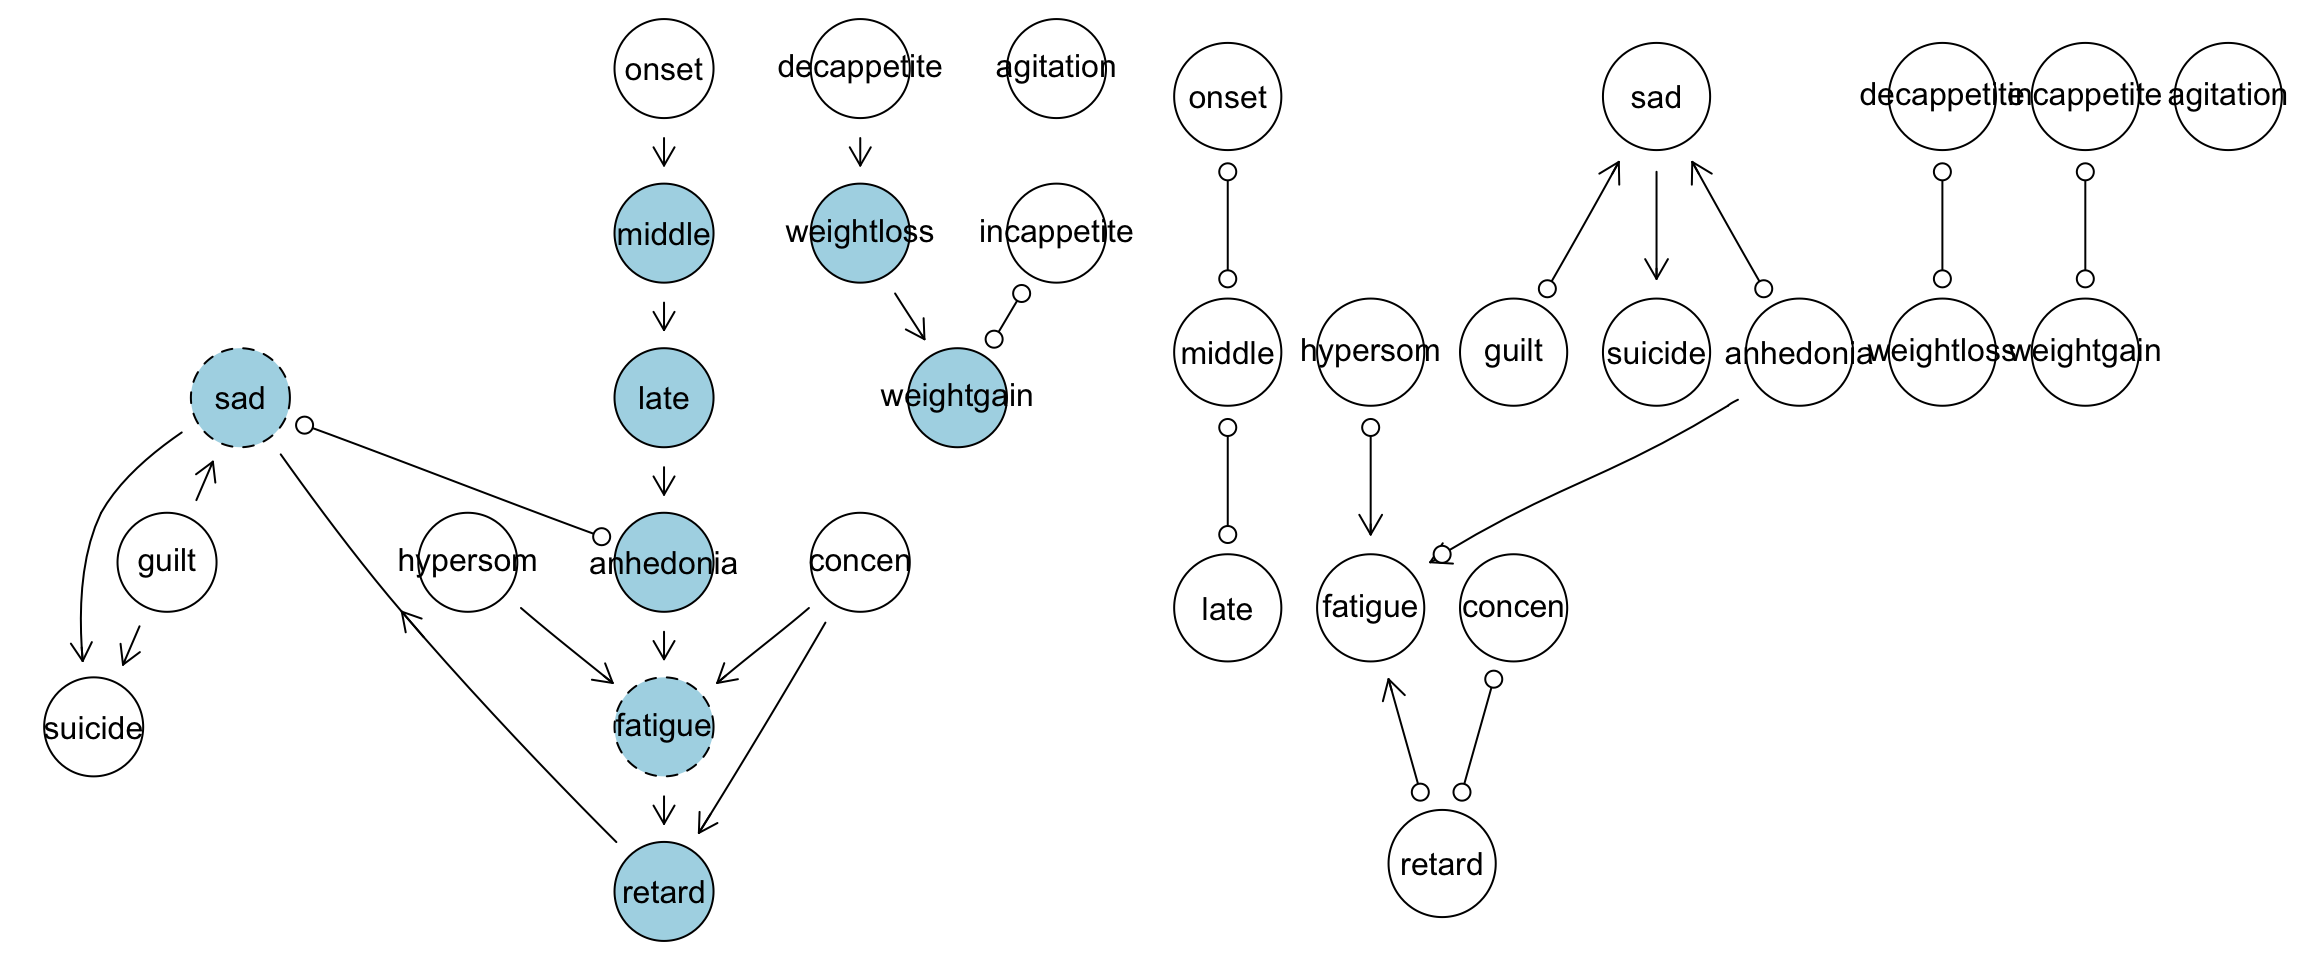 onset
decappetite
agitation
middle
weightloss
incappetite
sad
late
weightgain
guilt
hypersom
anhedonia
concen
suicide
fatigue
retard
onset
sad
decappetite
incappetite
agitation
middle
hypersom
guilt
suicide
anhedonia
weightloss
weightgain
late
fatigue
concen
retard